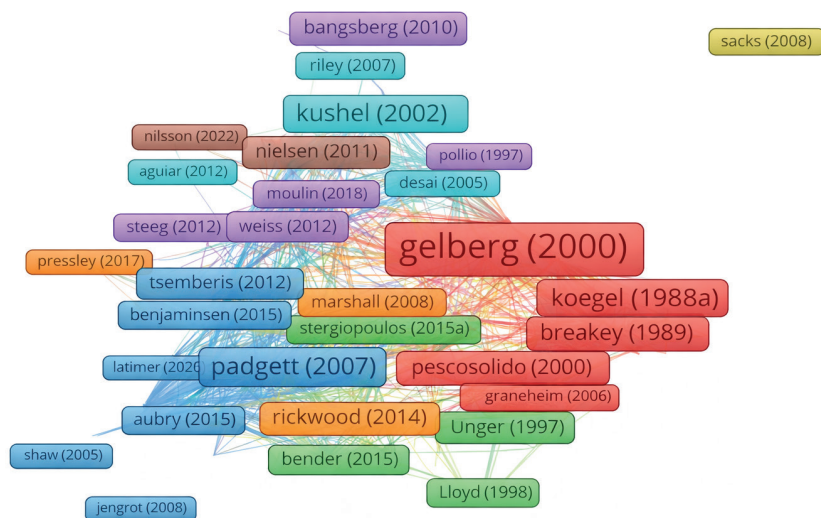 bangsberg (2010)
sacks (2008)
riley (2007)
kushel (2002)
nilsson (2022)
nielsen (2011)
pollio (1997)
aguiar (2012)
desai (2005)
moulin (2018)
steeg (2012)
weiss (2012)
gelberg (2000)
pressley (2017)
tsemberis (2012)
koegel (1988a)
marshall (2008)
benjaminsen (2015)
stergiopoulos (2015a)
breakey (1989)
latimer (2026)
padgett (2007)
pescosolido (2000)
graneheim (2006)
aubry (2015)
rickwood (2014)
Unger (1997)
shaw (2005)
bender (2015)
Lloyd (1998)
jengrot (2008)